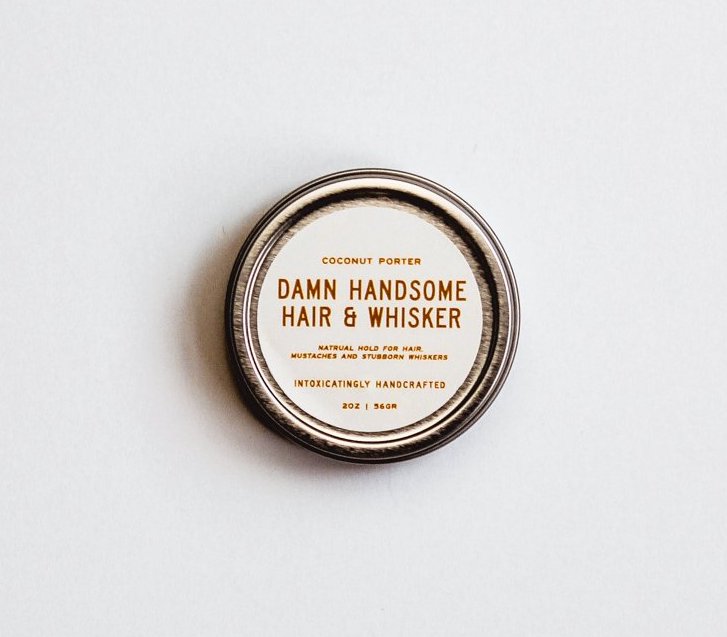 COCONUT PORTER
DAMN HANDSOME
HAIR & WHISKER
NATRUAL HOLD FOR HAIR,
MUSTACHES AND STUBBORN WHISKERS
INTOXICATINGLY HANDCRAFTED
2OZ | 56GR